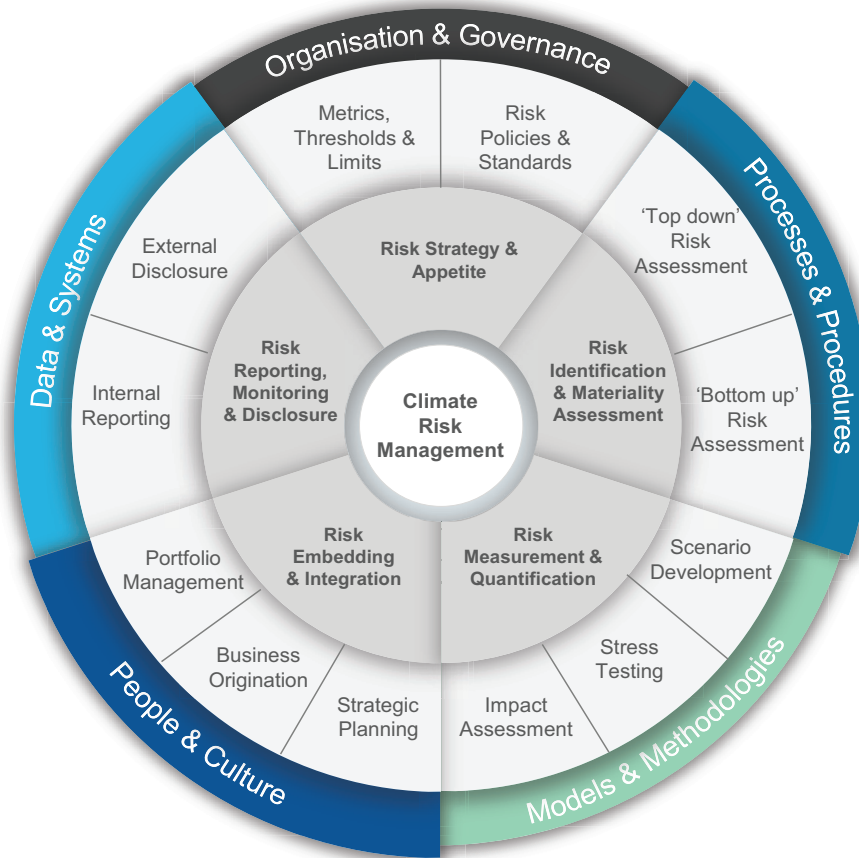 Organisation & Governance
Metrics,
Thresholds &
Limits
Risk
Policies &
Standards
Processes & Procedures
‘Top down’
Risk
Assessment
‘Bottom up’
Risk
Assessment
Models & Methodologies
Scenario
Development
Stress
Testing
Impact
Assessment
People & Culture
Strategic
Planning
Business
Origination
Portfolio
Management
Data & Systems
Internal
Reporting
External
Disclosure
Risk Strategy &
Appetite
Risk
Identification
& Materiality
Assessment
Risk
Measurement &
Quantification
Risk
Embedding
& Integration
Risk
Reporting,
Monitoring
& Disclosure
Climate
Risk
Management